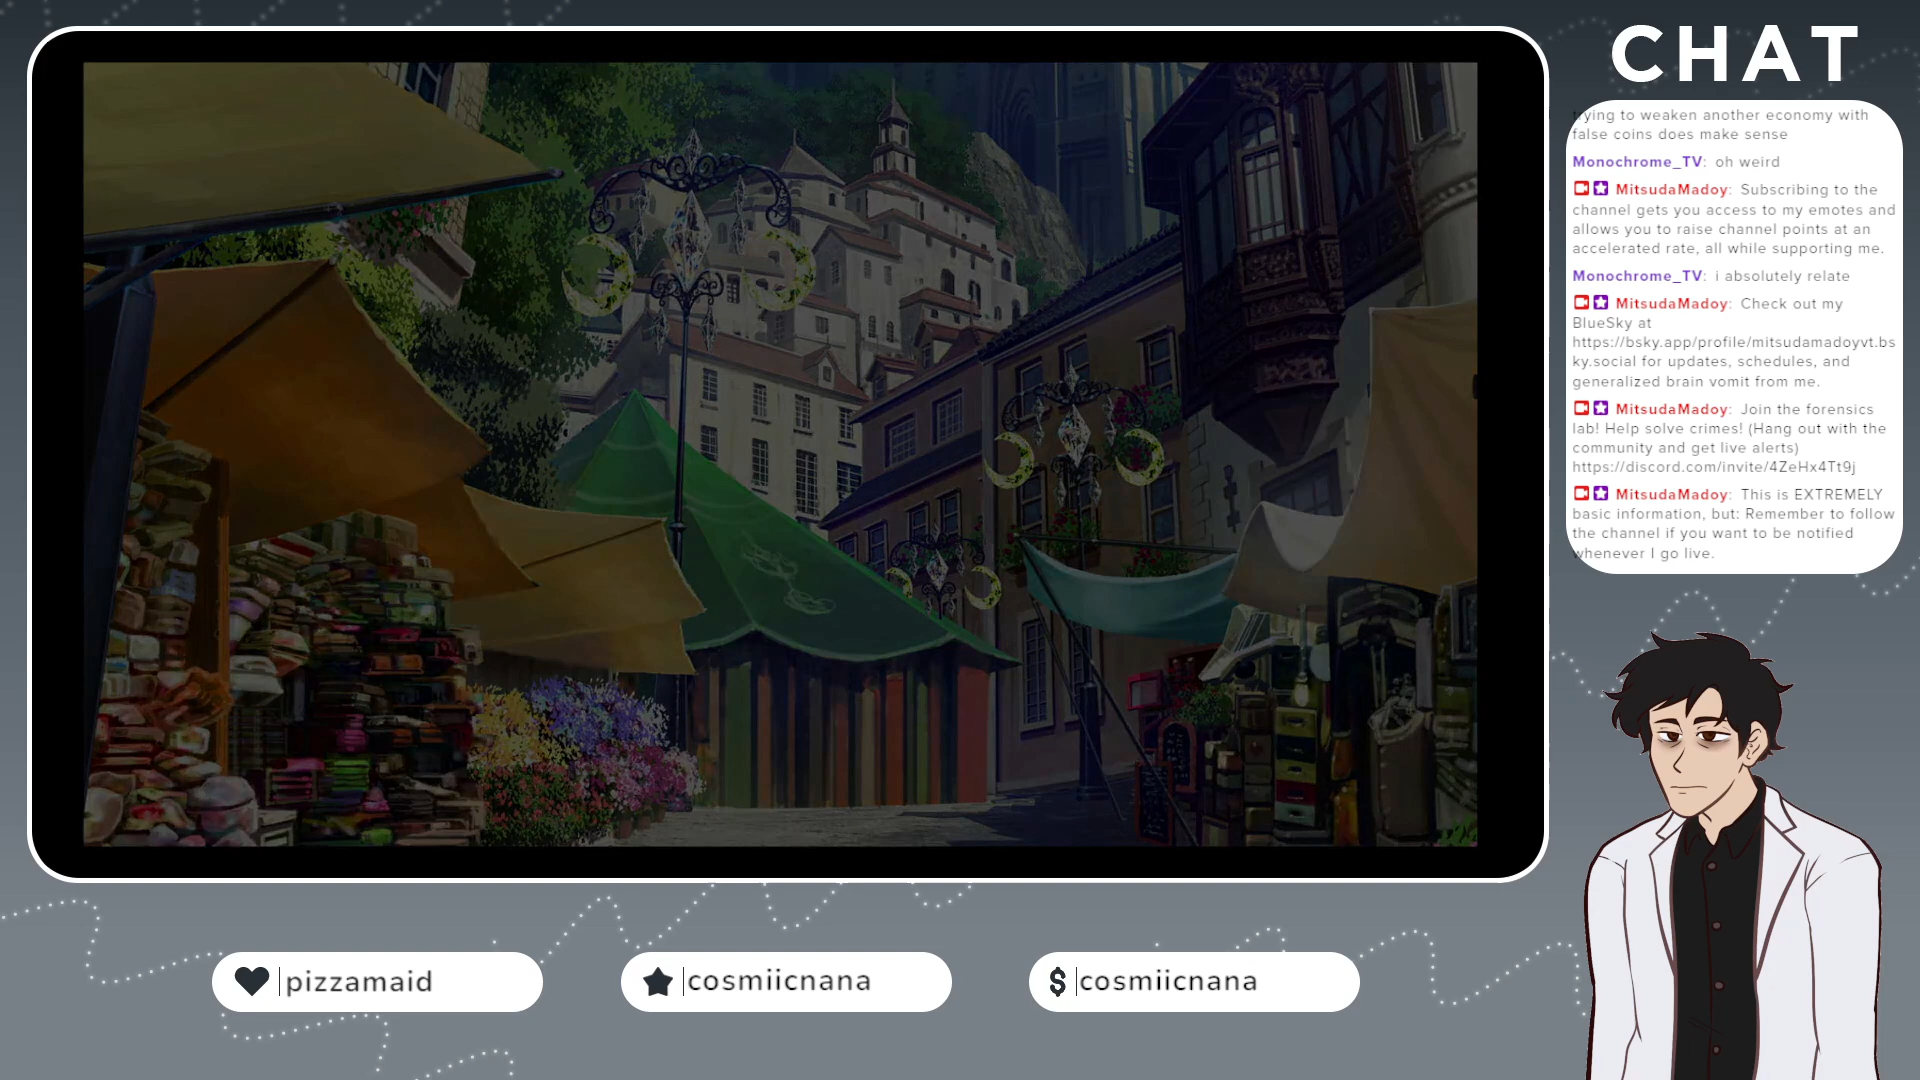 CHAT
trying to weaken another economy with
false coins does make sense
Monochrome_TV: oh weird
MitsudaMadoy: Subscribing to the
channel gets you access to my emotes and
allows you to raise channel points at an
accelerated rate, all while supporting me.
Monochrome_TV: i absolutely relate
MitsudaMadoy: Check out my
BlueSky at
https://bsky.app/profile/mitsudamadoyvt.bs
ky.social for updates, schedules, and
generalized brain vomit from me.
MitsudaMadoy: Join the forensics
lab! Help solve crimes! (Hang out with the
community and get live alerts)
https://discord.com/invite/4ZeHx4Tt9j
MitsudaMadoy: This is EXTREMELY
basic information, but: Remember to follow
the channel if you want to be notified
whenever I go live.
pizzamaid
cosmiicnana
$ cosmiicnana